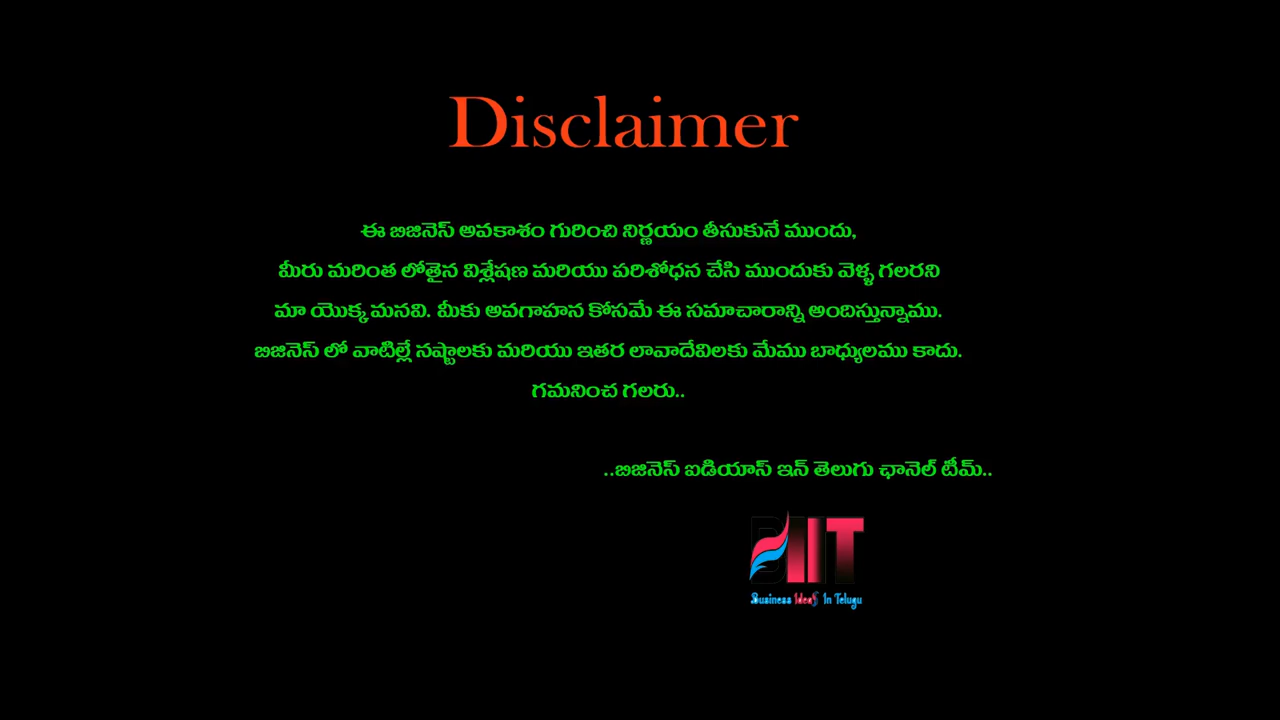 Disclaimer
ఈ బిజినెస్ అవకాశం గురించి నిర్ణయం తీసుకునే ముందు,
మీరు మరింత లోతైన విశ్లేషణ మరియు పరిశోధన చేసి ముందుకు వెళ్ళ గలరని
మా యొక్క మనవి. మీకు అవగాహన కోసమే ఈ సమాచారాన్ని అందిస్తున్నాము.
బిజినెస్ లో వాటిల్లే నష్టాలకు మరియు ఇతర లావాదేవిలకు మేము బాధ్యులము కాదు.
గమనించ గలరు..
..బిజినెస్ ఐడియాస్ ఇన్ తెలుగు ఛానెల్ టీమ్..
BIIT
Business Ideas In Telugu